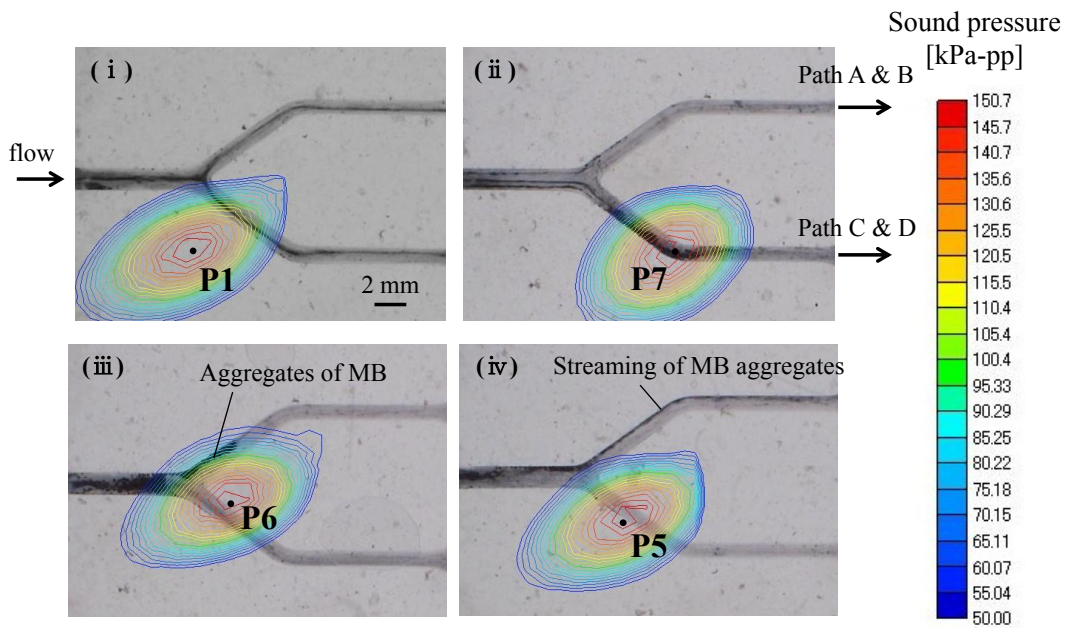 Sound pressure
[kPa-pp]
(i)
(ii)
Path A & B
flow
P1
2 mm
P7
Path C & D
(iii)
Aggregates of MB
P6
(iv)
Streaming of MB aggregates
P5
150.7
145.7
140.7
135.6
130.6
125.5
120.5
115.5
110.4
105.4
100.4
95.33
90.29
85.25
80.22
75.18
70.15
65.11
60.07
55.04
50.00